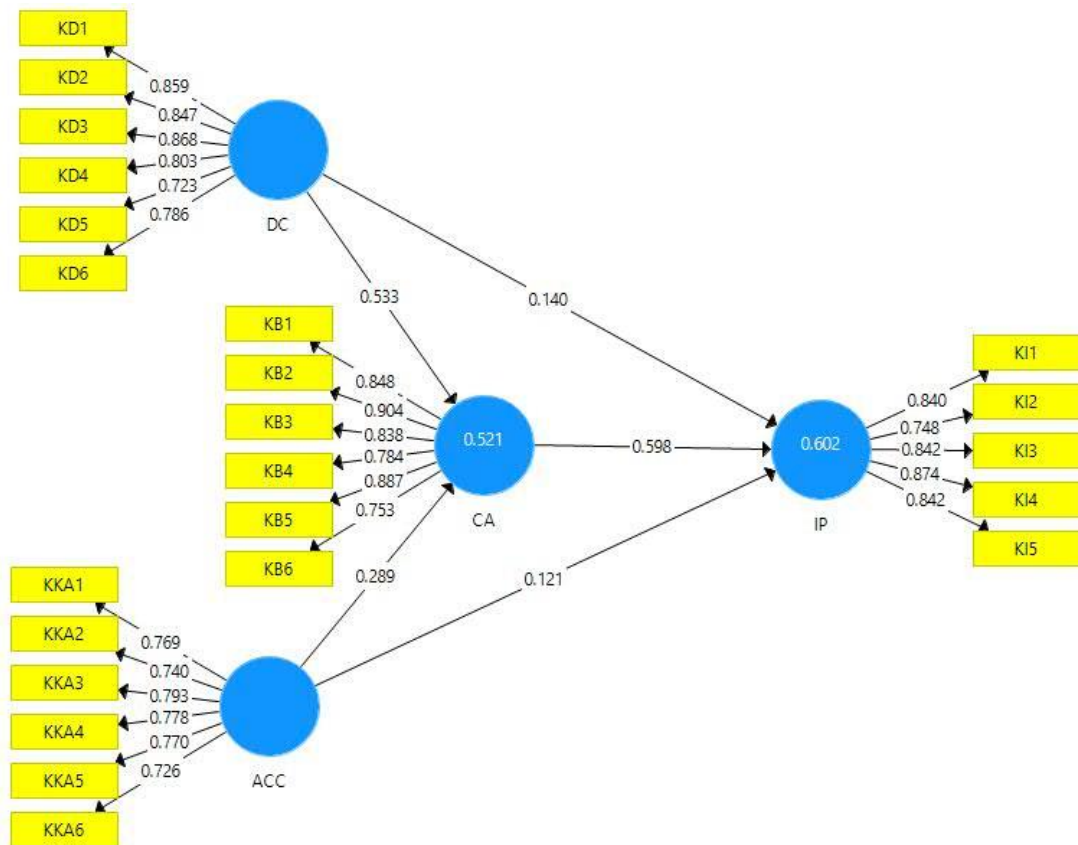 KD1
KD2
KD3
KD4
KD5
KD6
0.859
0.847
0.868
0.803
0.723
0.786
DC
0.533
0.140
KB1
KB2
KB3
KB4
KB5
KB6
0.848
0.904
0.838
0.784
0.887
0.753
0.521
CA
0.598
0.602
IP
0.840
0.748
0.842
0.874
0.842
KI1
KI2
KI3
KI4
KI5
0.289
0.121
KKA1
KKA2
KKA3
KKA4
KKA5
KKA6
0.769
0.740
0.793
0.778
0.770
0.726
ACC